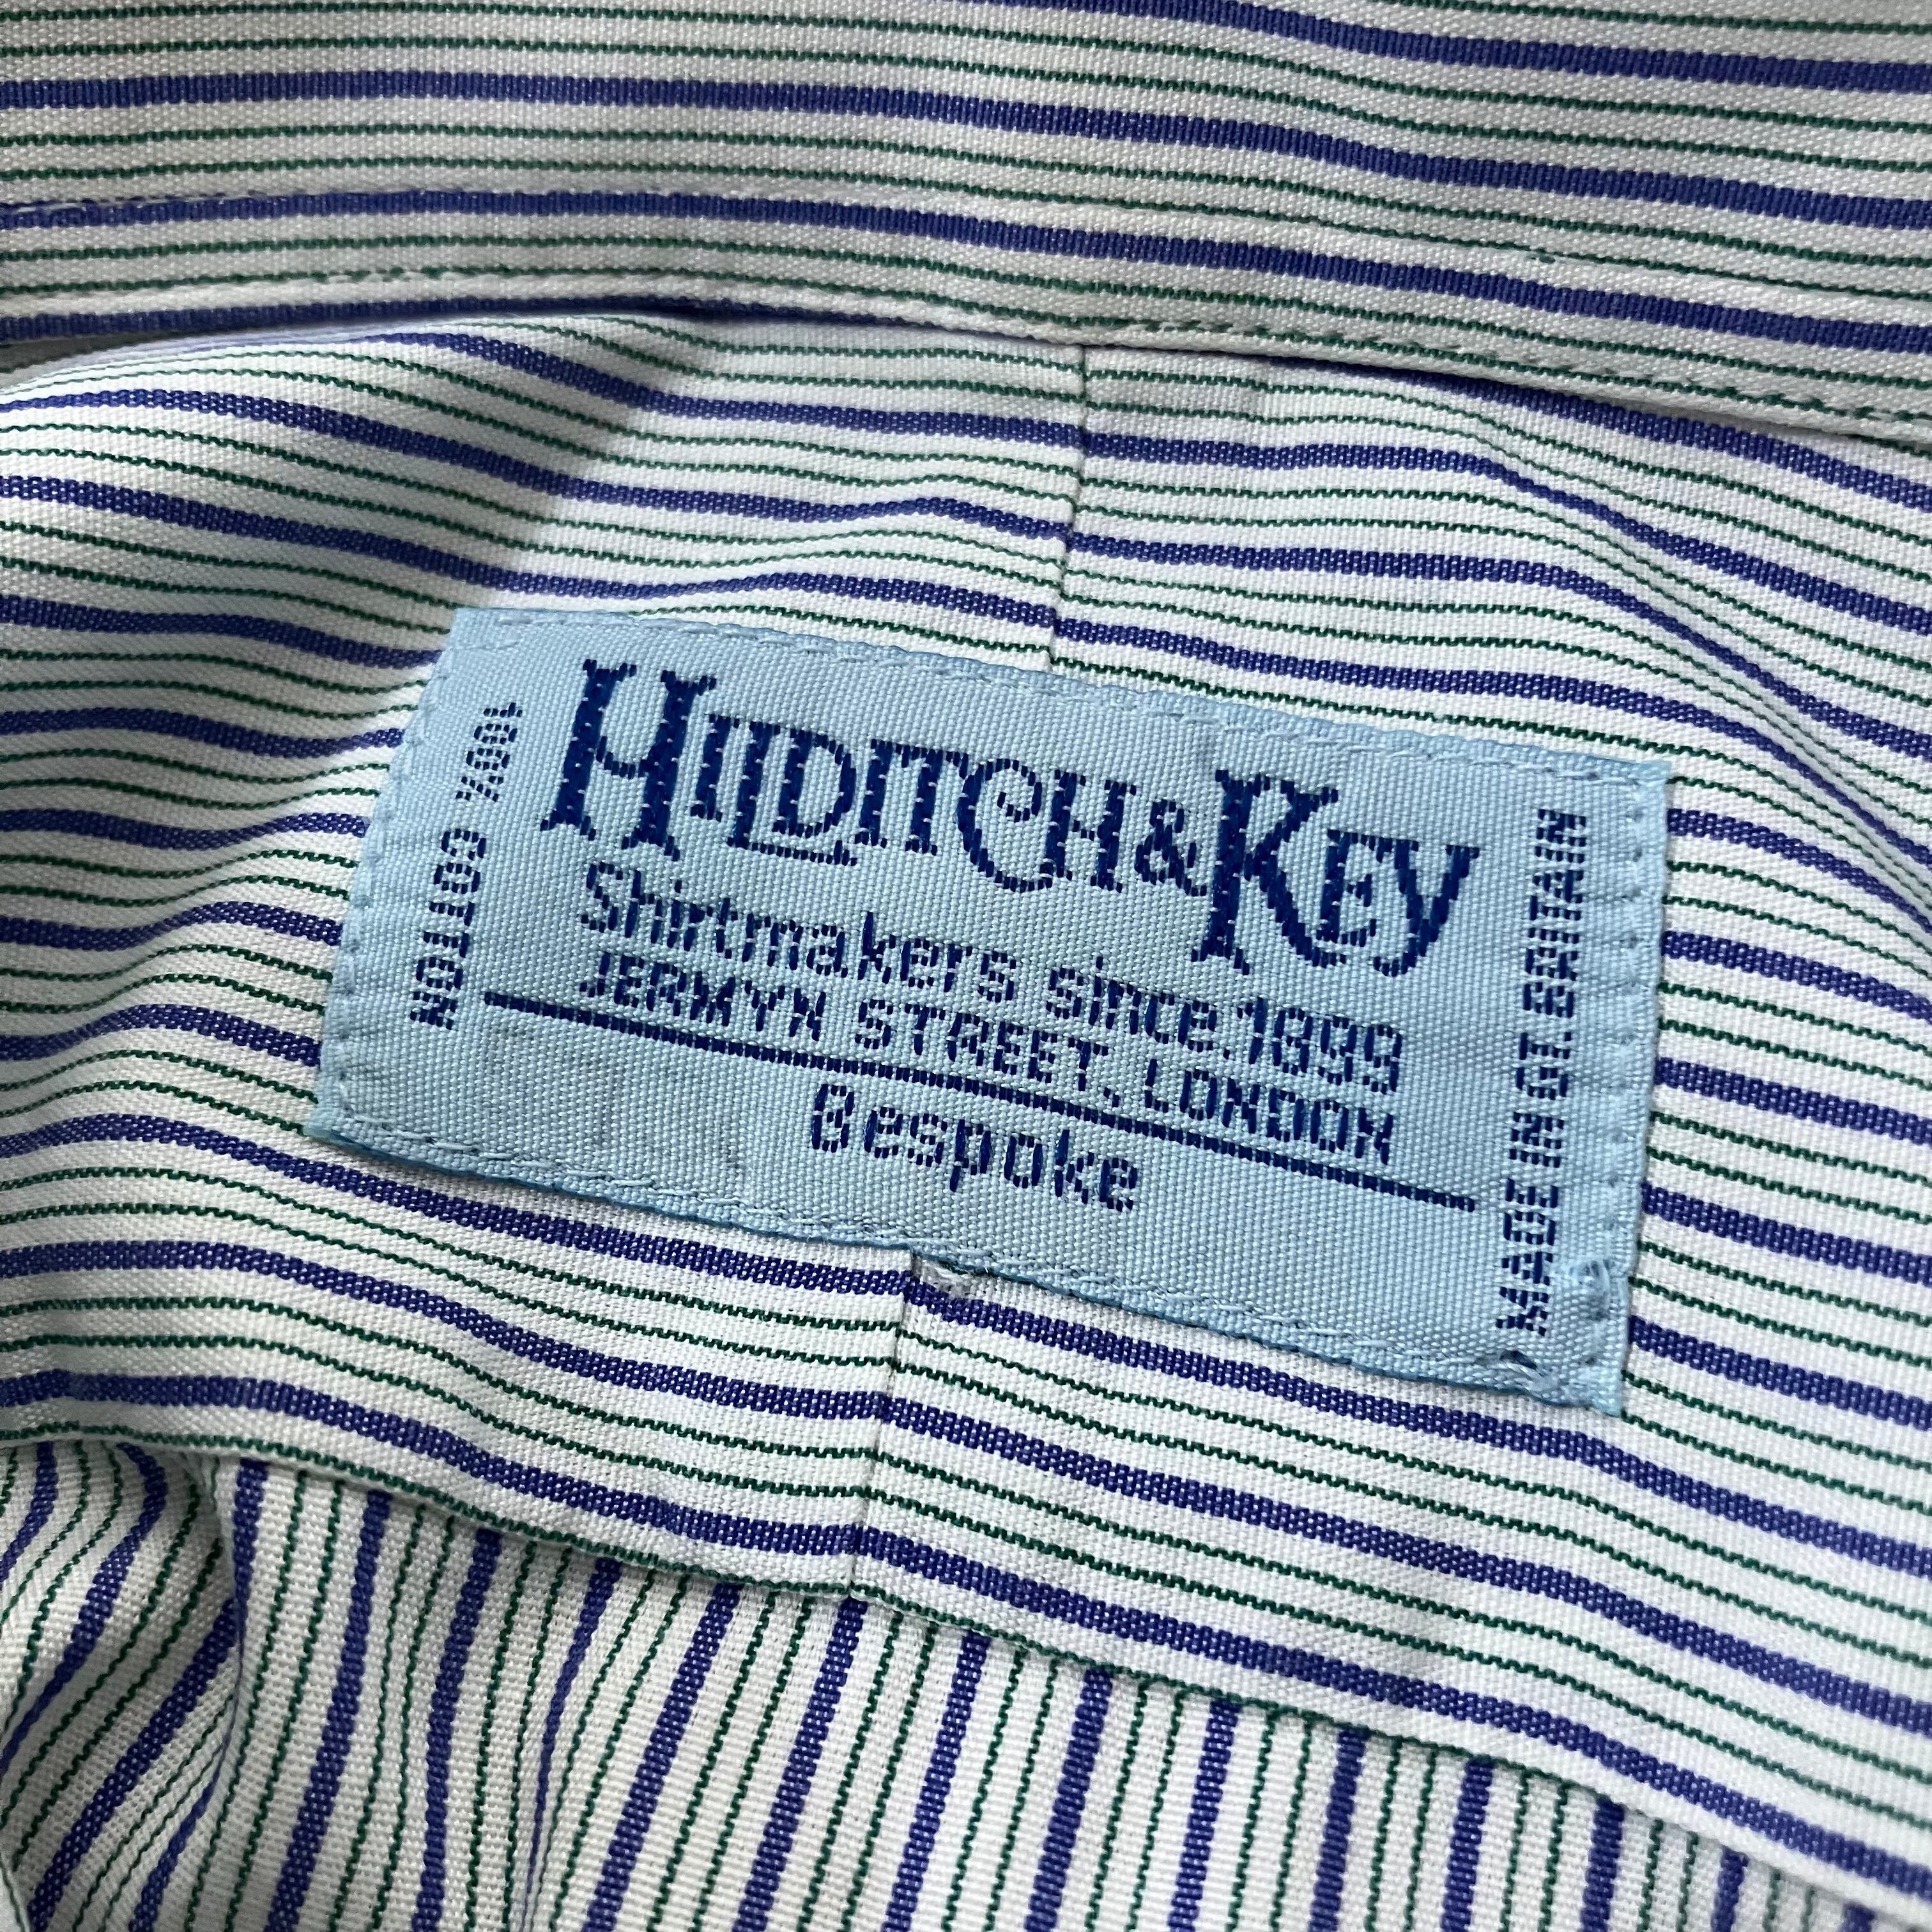 HILDITCH & KEY
Shirtmakers since.1899
JERMYN STREET, LONDON
Bespoke
100% COTTON
MADE IN GT. BRITAIN